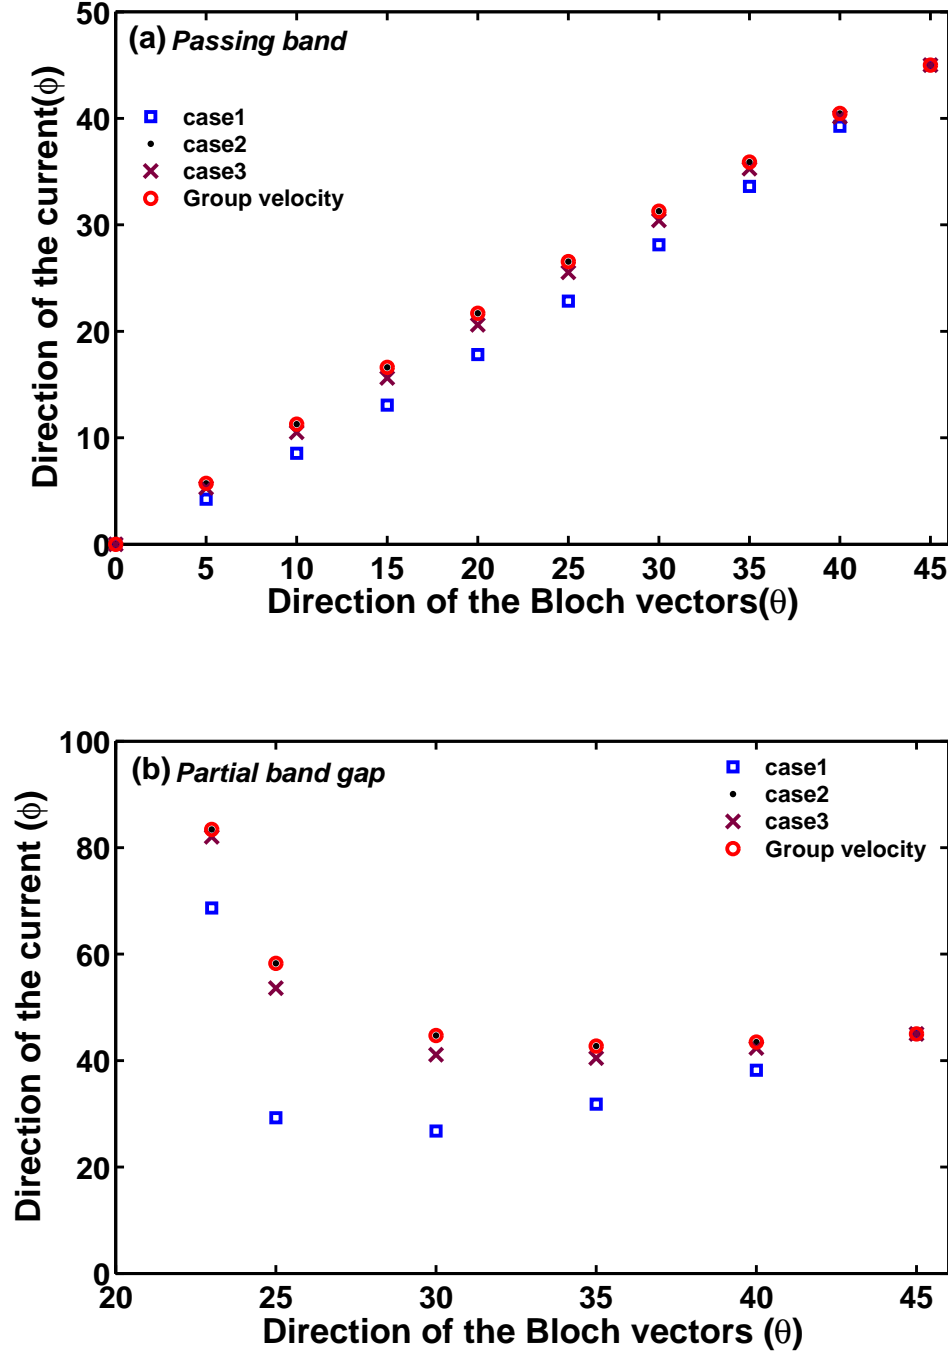 (a) Passing band
case1
case2
case3
Group velocity
Direction of the current(ϕ)
50
40
30
20
10
0
0 5 10 15 20 25 30 35 40 45
Direction of the Bloch vectors(θ)
(b) Partial band gap
case1
case2
case3
Group velocity
Direction of the current (ϕ)
100
80
60
40
20
0
20 25 30 35 40 45
Direction of the Bloch vectors (θ)